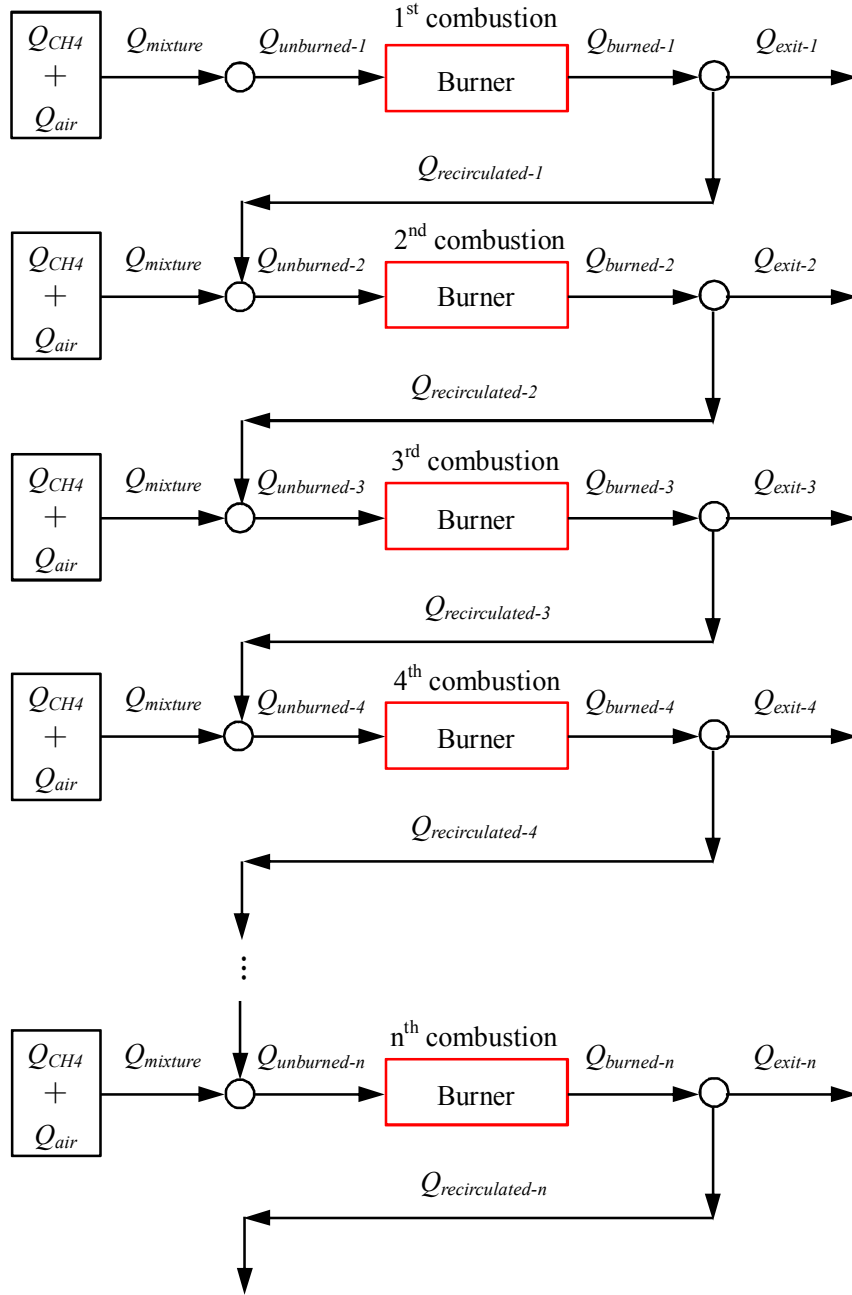 1st combustion
Q_CH4 + Q_air
Q_mixture
Q_unburned-1
Burner
Q_burned-1
Q_exit-1
Q_recirculated-1
2nd combustion
Q_CH4 + Q_air
Q_mixture
Q_unburned-2
Burner
Q_burned-2
Q_exit-2
Q_recirculated-2
3rd combustion
Q_CH4 + Q_air
Q_mixture
Q_unburned-3
Burner
Q_burned-3
Q_exit-3
Q_recirculated-3
4th combustion
Q_CH4 + Q_air
Q_mixture
Q_unburned-4
Burner
Q_burned-4
Q_exit-4
Q_recirculated-4
...
nth combustion
Q_CH4 + Q_air
Q_mixture
Q_unburned-n
Burner
Q_burned-n
Q_exit-n
Q_recirculated-n